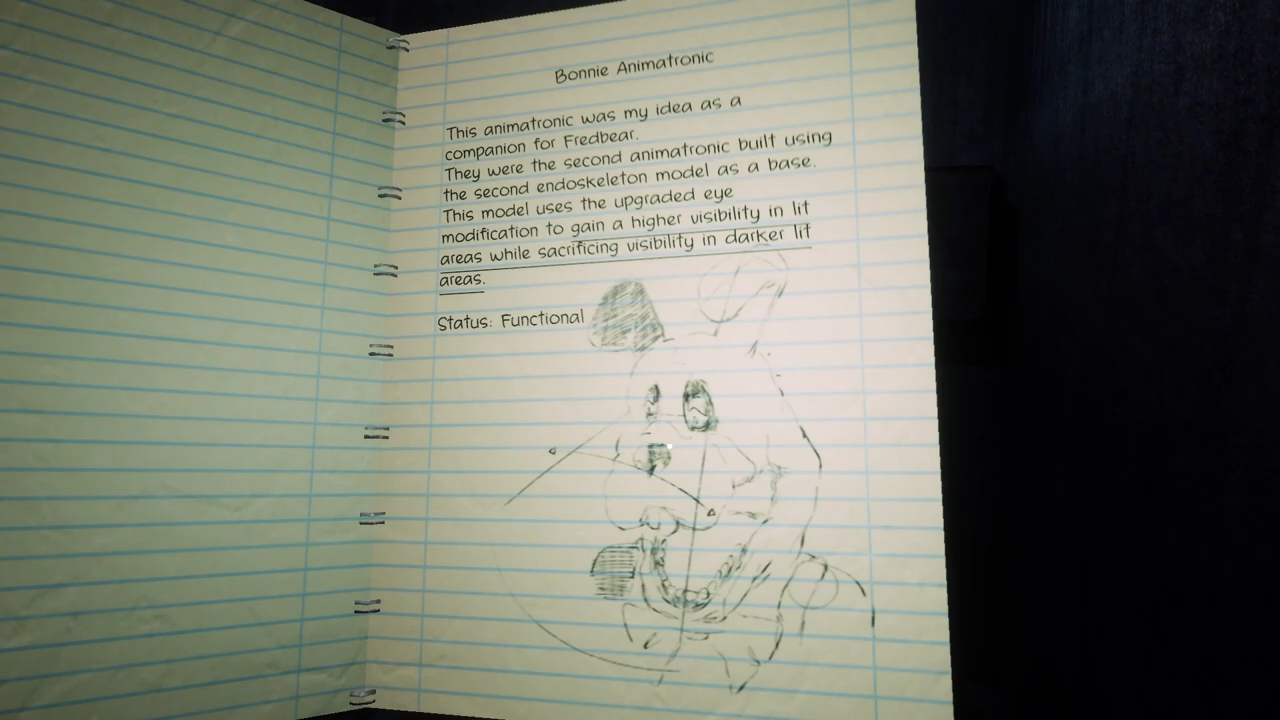 Bonnie Animatronic
This animatronic was my idea as a
companion for Fredbear.
They were the second animatronic built using
the second endoskeleton model as a base.
This model uses the upgraded eye
modification to gain a higher visibility in lit
areas while sacrificing visibility in darker lit
areas.
Status: Functional